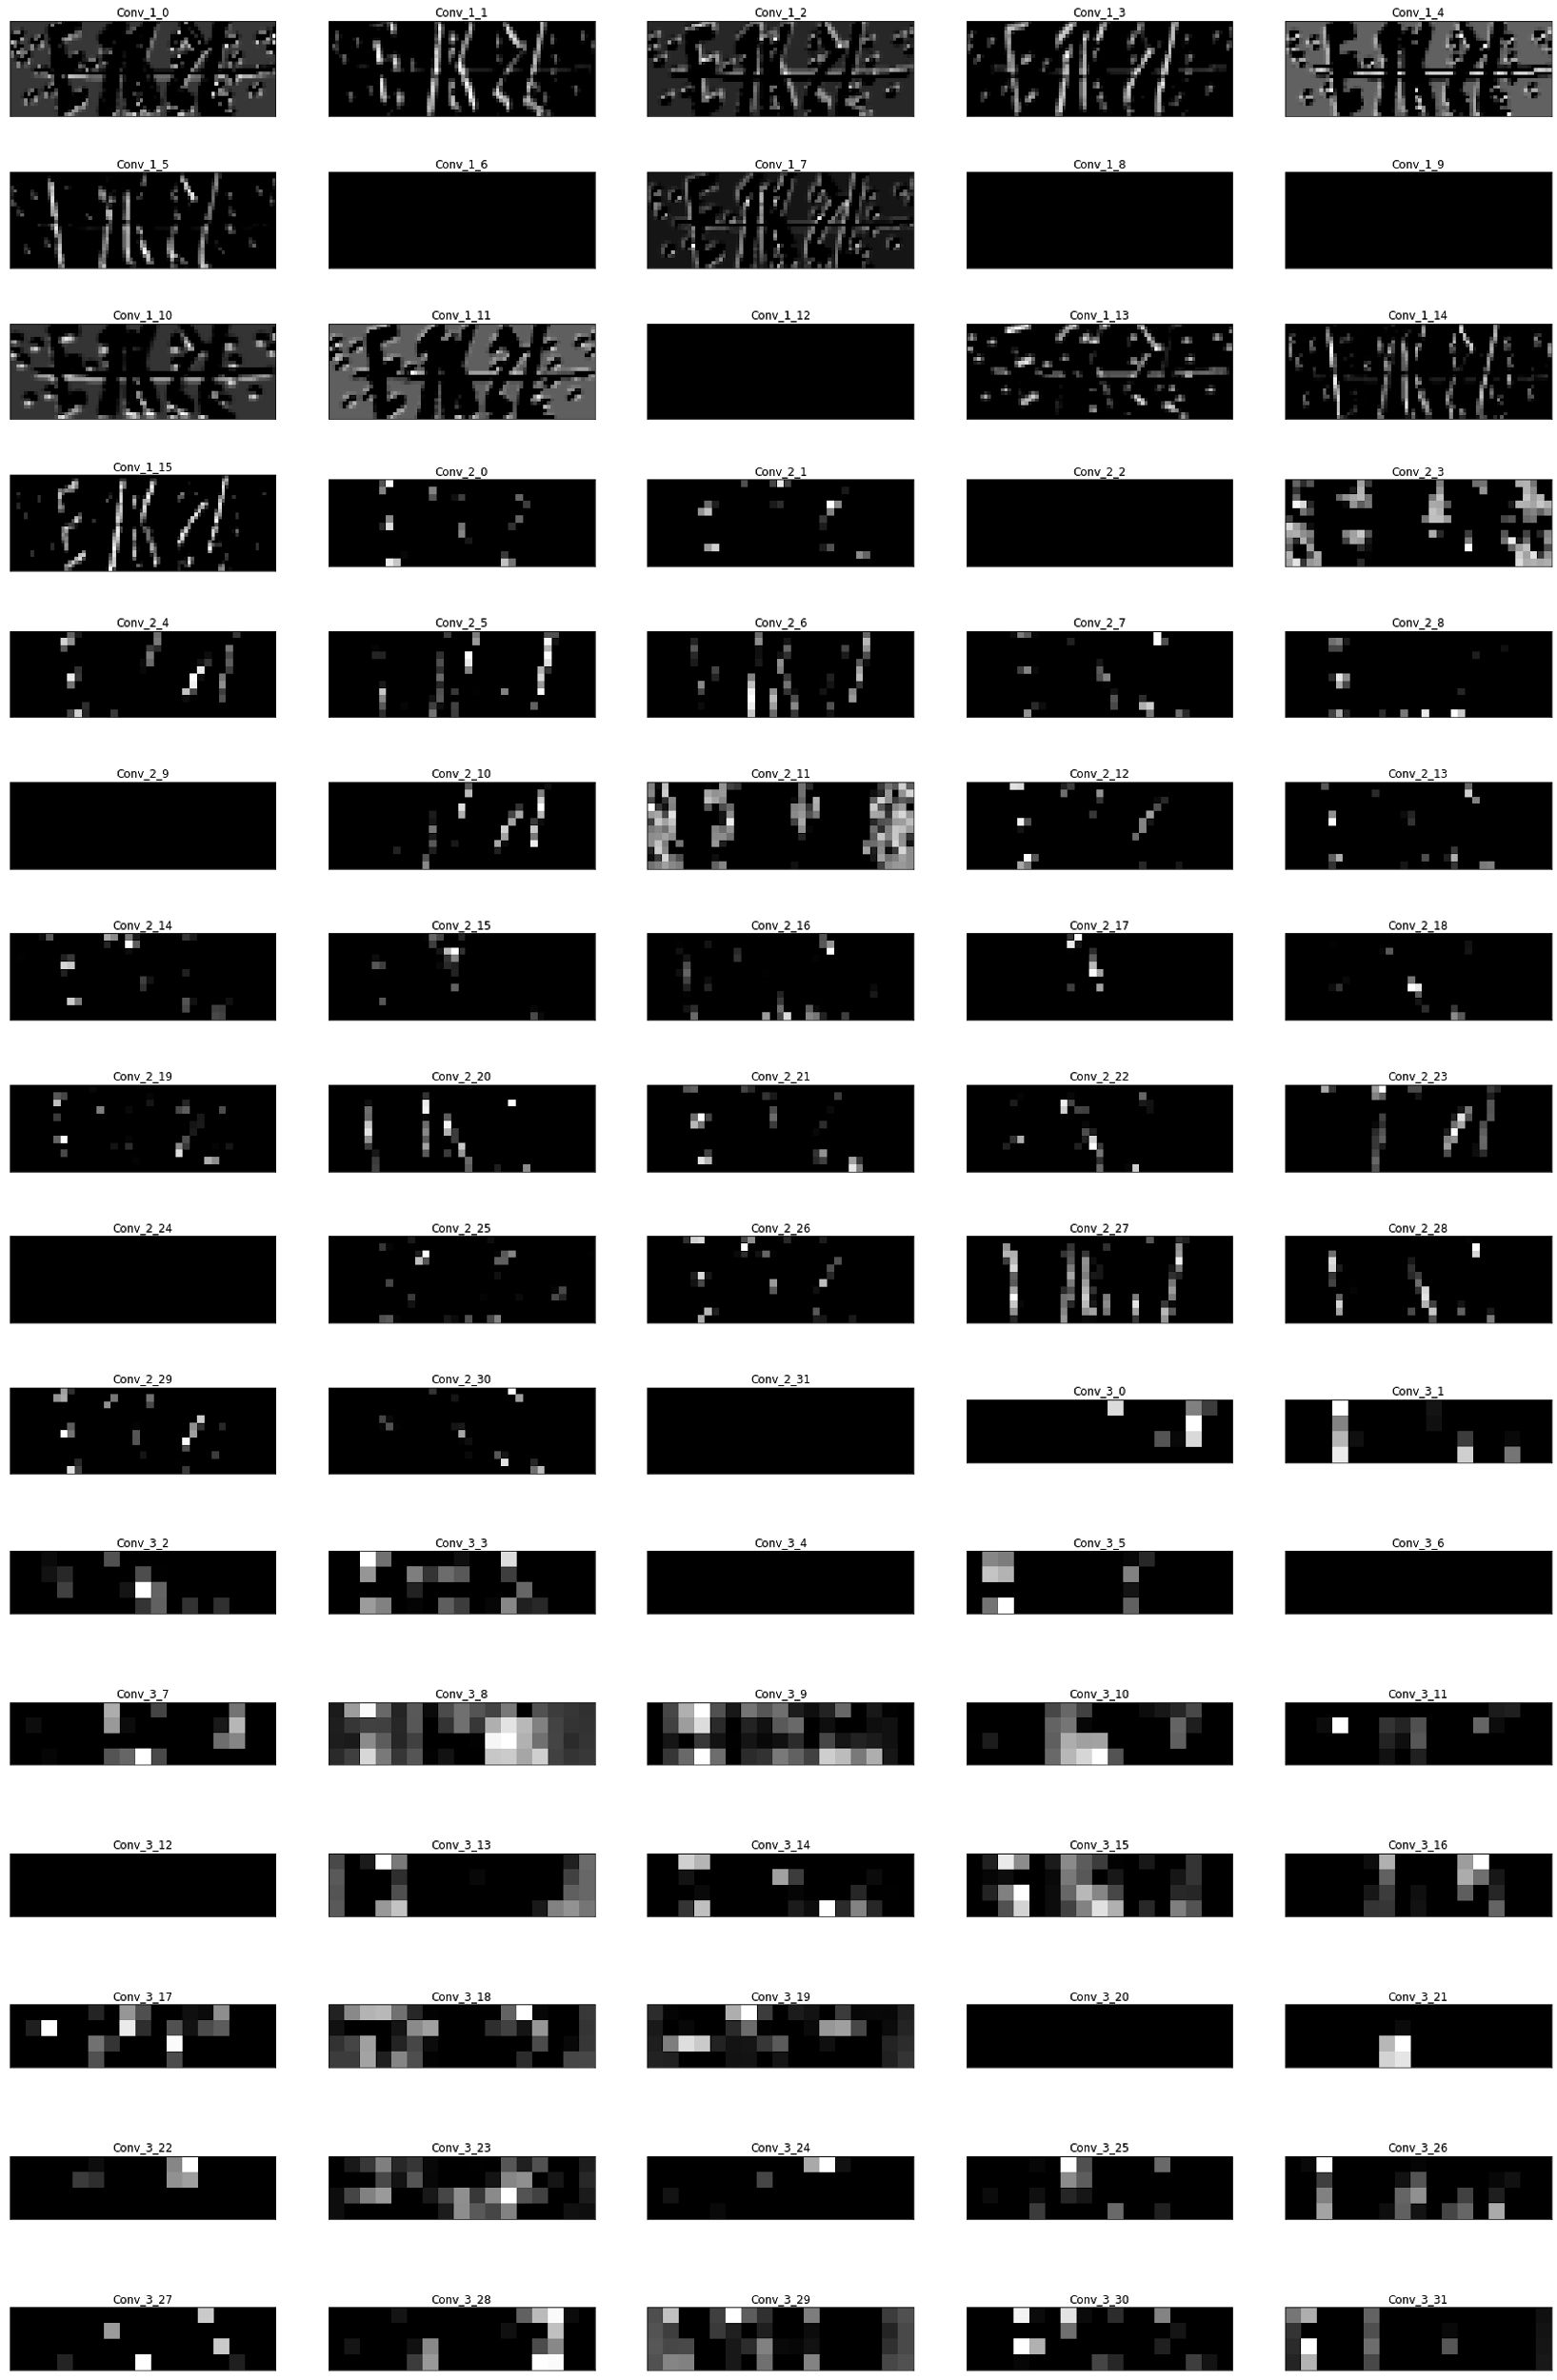 Conv_1_0 Conv_1_1 Conv_1_2 Conv_1_3 Conv_1_4
Conv_1_5 Conv_1_6 Conv_1_7 Conv_1_8 Conv_1_9
Conv_1_10 Conv_1_11 Conv_1_12 Conv_1_13 Conv_1_14
Conv_1_15 Conv_2_0 Conv_2_1 Conv_2_2 Conv_2_3
Conv_2_4 Conv_2_5 Conv_2_6 Conv_2_7 Conv_2_8
Conv_2_9 Conv_2_10 Conv_2_11 Conv_2_12 Conv_2_13
Conv_2_14 Conv_2_15 Conv_2_16 Conv_2_17 Conv_2_18
Conv_2_19 Conv_2_20 Conv_2_21 Conv_2_22 Conv_2_23
Conv_2_24 Conv_2_25 Conv_2_26 Conv_2_27 Conv_2_28
Conv_2_29 Conv_2_30 Conv_2_31 Conv_3_0 Conv_3_1
Conv_3_2 Conv_3_3 Conv_3_4 Conv_3_5 Conv_3_6
Conv_3_7 Conv_3_8 Conv_3_9 Conv_3_10 Conv_3_11
Conv_3_12 Conv_3_13 Conv_3_14 Conv_3_15 Conv_3_16
Conv_3_17 Conv_3_18 Conv_3_19 Conv_3_20 Conv_3_21
Conv_3_22 Conv_3_23 Conv_3_24 Conv_3_25 Conv_3_26
Conv_3_27 Conv_3_28 Conv_3_29 Conv_3_30 Conv_3_31